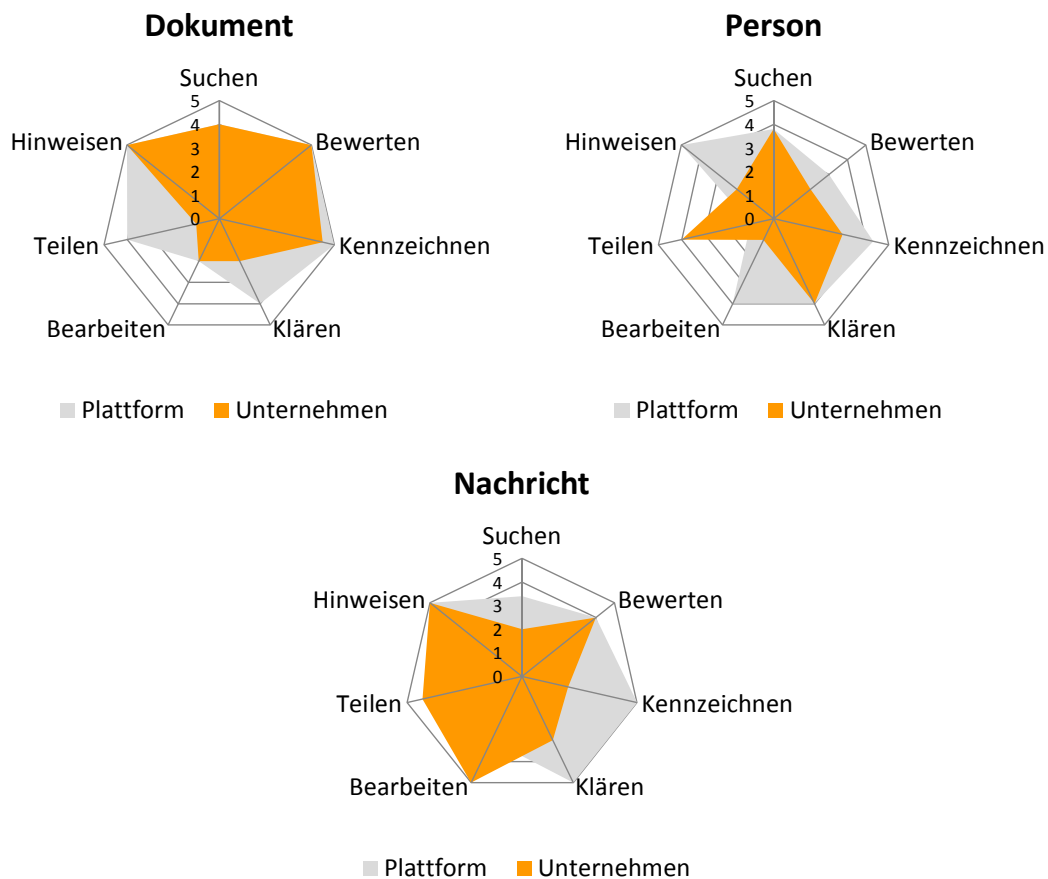 Dokument
Suchen
5
4
3
2
1
0
Hinweisen
Bewerten
Teilen
Kennzeichnen
Bearbeiten
Klären
Plattform Unternehmen
Person
Suchen
5
4
3
2
1
0
Hinweisen
Bewerten
Teilen
Kennzeichnen
Bearbeiten
Klären
Plattform Unternehmen
Nachricht
Suchen
5
4
3
2
1
0
Hinweisen
Bewerten
Teilen
Kennzeichnen
Bearbeiten
Klären
Plattform Unternehmen